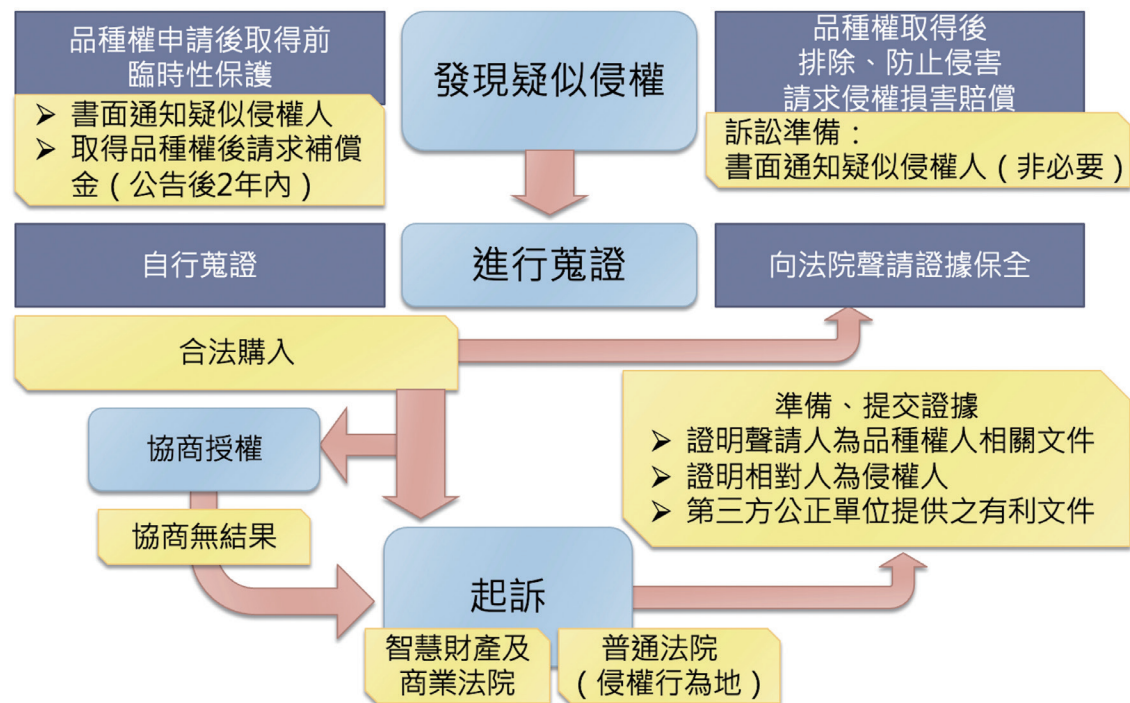 品種權申請後取得前
臨時性保護
➢ 書面通知疑似侵權人
➢ 取得品種權後請求補償
金（公告後2年內）
發現疑似侵權
品種權取得後
排除、防止侵害
請求侵權損害賠償
訴訟準備：
書面通知疑似侵權人（非必要）
自行蒐證
進行蒐證
向法院聲請證據保全
合法購入
協商授權
協商無結果
準備、提交證據
➢ 證明聲請人為品種權人相關文件
➢ 證明相對人為侵權人
➢ 第三方公正單位提供之有利文件
起訴
智慧財產及
商業法院
普通法院
（侵權行為地）